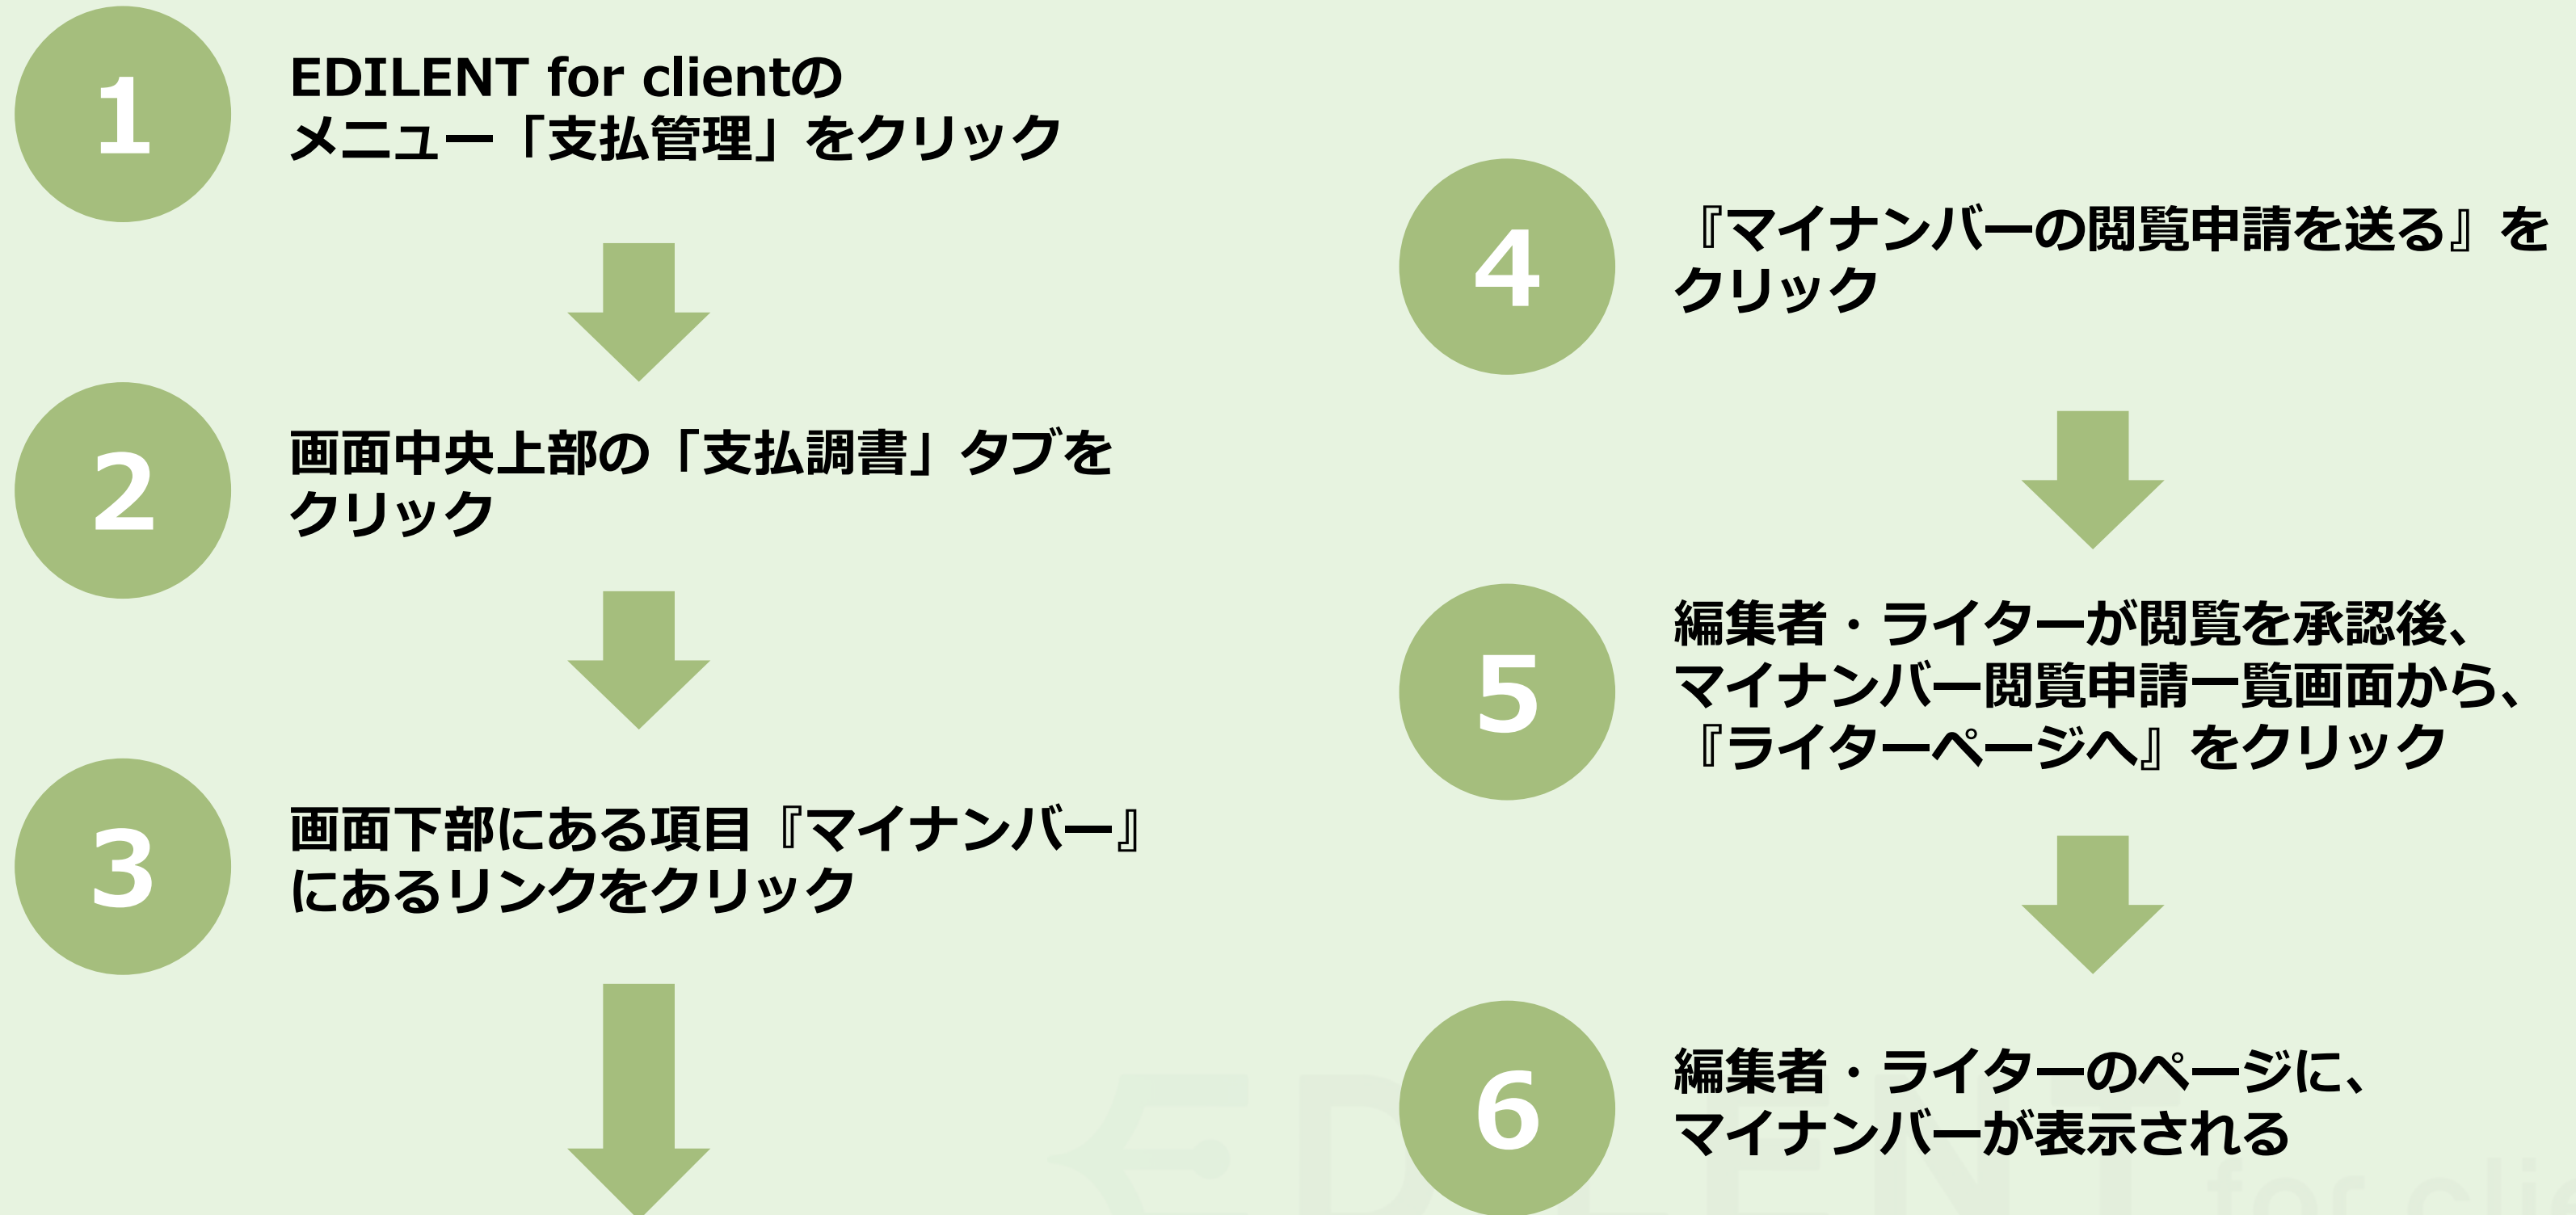 1
EDILENT for clientの
メニュー「支払管理」をクリック
2
画面中央上部の「支払調書」タブを
クリック
3
画面下部にある項目『マイナンバー』
にあるリンクをクリック
4
『マイナンバーの閲覧申請を送る』を
クリック
5
編集者・ライターが閲覧を承認後、
マイナンバー閲覧申請一覧画面から、
『ライターページへ』をクリック
6
編集者・ライターのページに、
マイナンバーが表示される